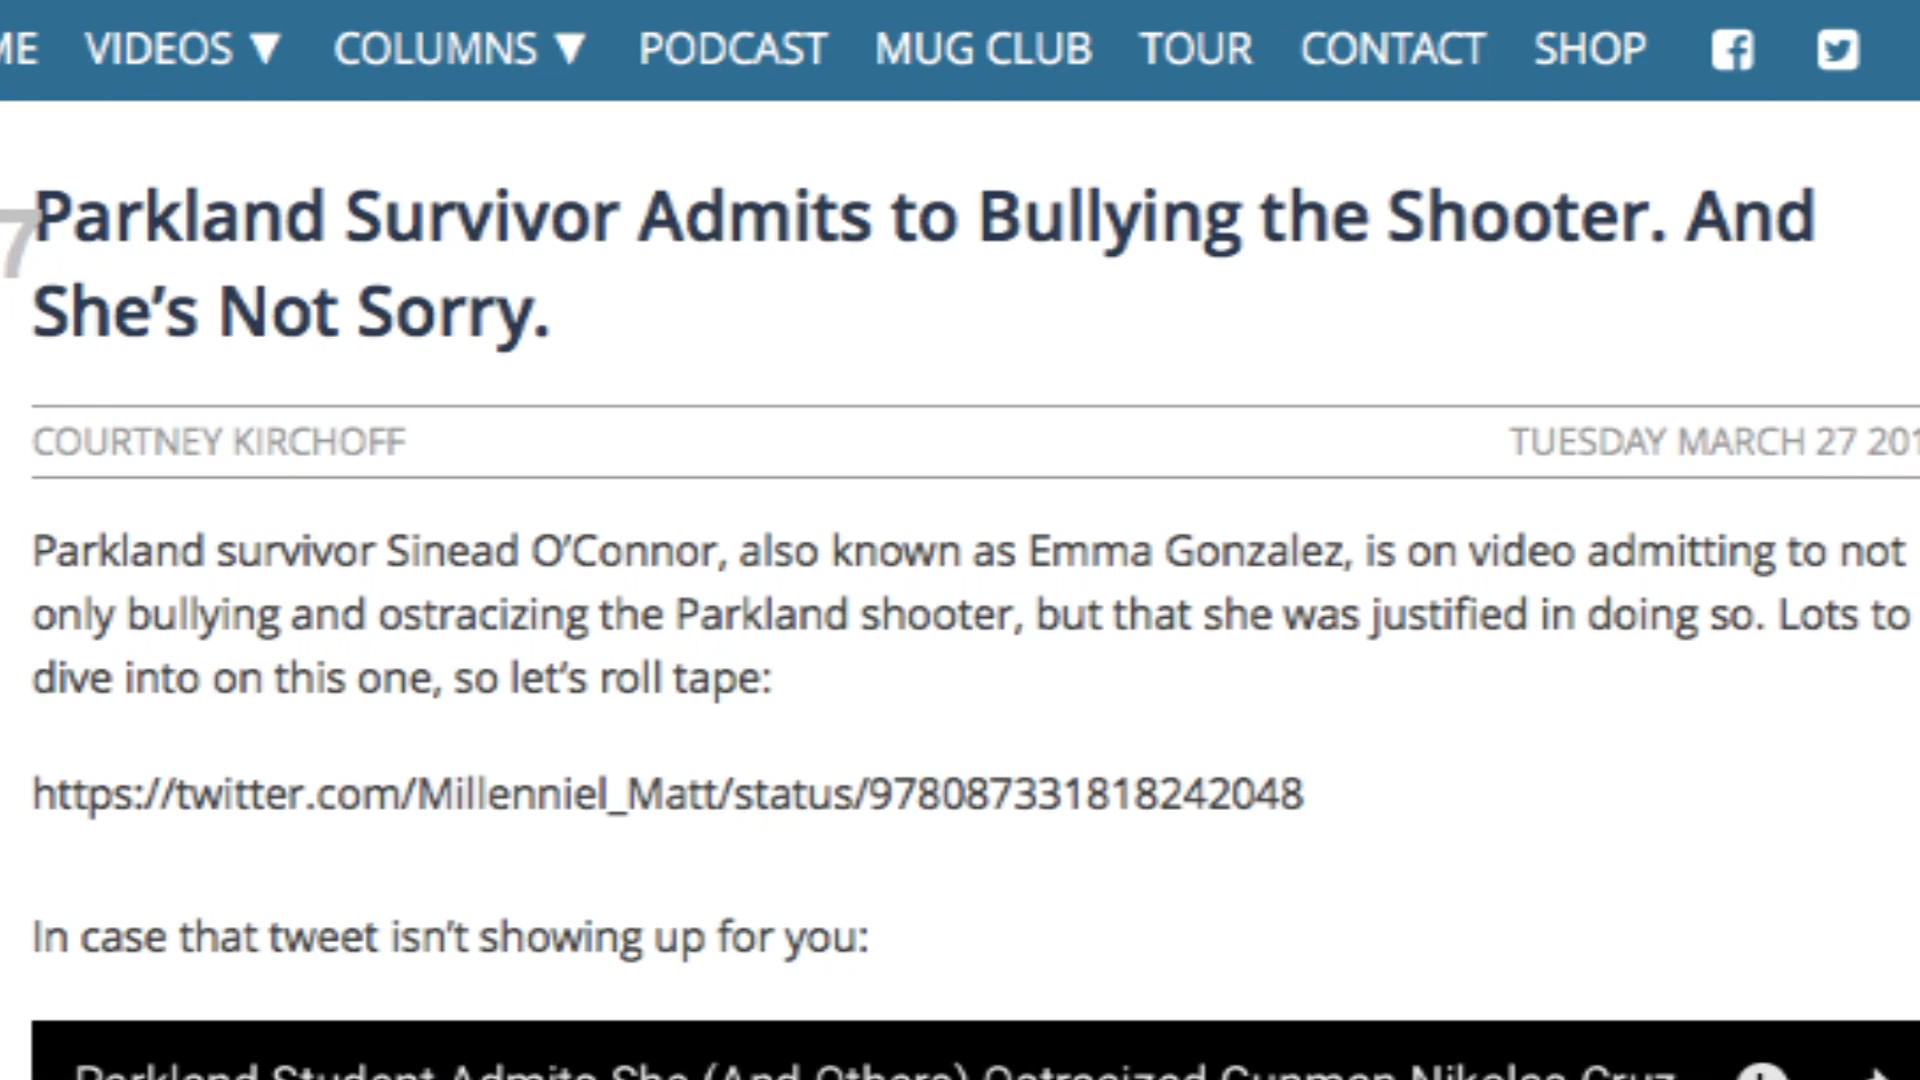 ME VIDEOS ▼ COLUMNS ▼ PODCAST MUG CLUB TOUR CONTACT SHOP
7
Parkland Survivor Admits to Bullying the Shooter. And
She’s Not Sorry.
COURTNEY KIRCHOFF TUESDAY MARCH 27 201
Parkland survivor Sinead O’Connor, also known as Emma Gonzalez, is on video admitting to not
only bullying and ostracizing the Parkland shooter, but that she was justified in doing so. Lots to
dive into on this one, so let’s roll tape:
https://twitter.com/Millenniel_Matt/status/978087331818242048
In case that tweet isn’t showing up for you:
Parkland Student Admits She (And Others) Ostracized Gunman Nikolas Cruz